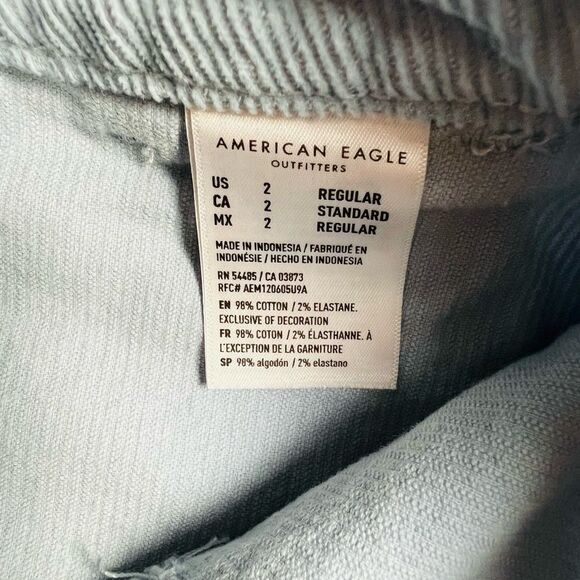 AMERICAN EAGLE
OUTFITTERS
US 2 REGULAR
CA 2 STANDARD
MX 2 REGULAR
MADE IN INDONESIA / FABRIQUÉ EN
INDONÉSIE / HECHO EN INDONESIA
RN 54485 / CA 03873
RFC# AEM120605U9A
EN 98% COTTON / 2% ELASTANE.
EXCLUSIVE OF DECORATION
FR 98% COTON / 2% ÉLASTHANNE. À
L'EXCEPTION DE LA GARNITURE
SP 98% algodón / 2% elastano